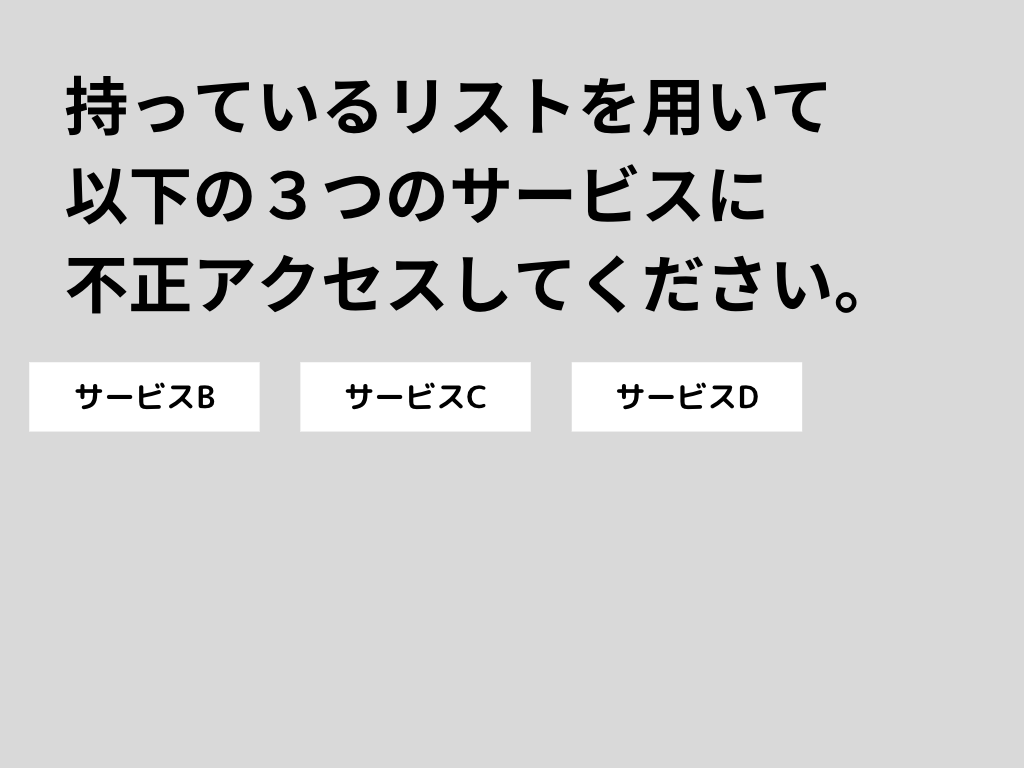 持っているリストを用いて
以下の３つのサービスに
不正アクセスしてください。
サービスB
サービスC
サービスD